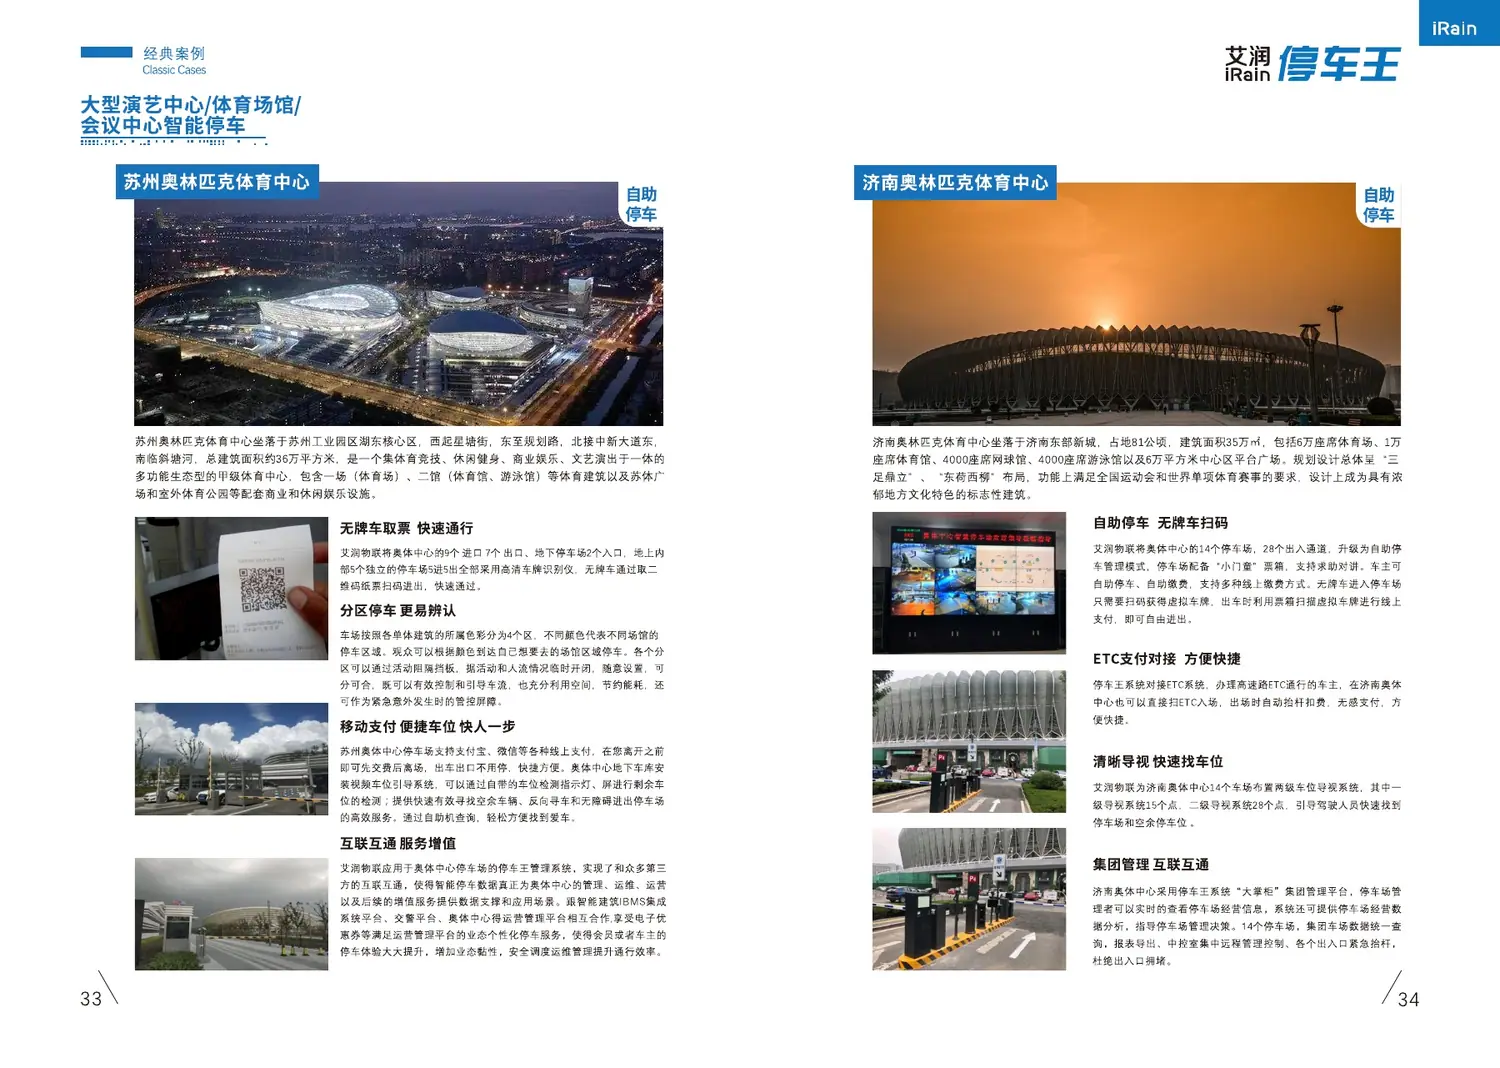 iRain
经典案例
Classic Cases
艾润
iRain
停车王
大型演艺中心/体育场馆/
会议中心智能停车
苏州奥林匹克体育中心
自助
停车
苏州奥林匹克体育中心坐落于苏州工业园区湖东核心区，西起星塘街，东至规划路，北接中新大道东，
南临斜塘河，总建筑面积约36万平方米，是一个集体育竞技、休闲健身、商业娱乐、文艺演出于一体的
多功能生态型的甲级体育中心，包含一场（体育场）、二馆（体育馆、游泳馆）等体育建筑以及苏体广
场和室外体育公园等配套商业和休闲娱乐设施。
无牌车取票 快速通行
艾润物联将奥体中心的9个 进口 7个 出口、地下停车场2个入口，地上内
部5个独立的停车场5进5出全部采用高清车牌识别仪，无牌车通过取二
维码纸票扫码进出，快速通过。
分区停车 更易辨认
车场按照各单体建筑的所属色彩分为4个区，不同颜色代表不同场馆的
停车区域。观众可以根据颜色到达自己想要去的场馆区域停车。各个分
区可以通过活动阻隔挡板，据活动和人流情况临时开闭，随意设置，可
分可合，既可以有效控制和引导车流，也充分利用空间，节约能耗，还
可作为紧急意外发生时的管控屏障。
移动支付 便捷车位 快人一步
苏州奥体中心停车场支持支付宝、微信等各种线上支付，在您离开之前
即可先交费后离场，出车出口不用停，快捷方便。奥体中心地下车库安
装视频车位引导系统，可以通过自带的车位检测指示灯、屏进行剩余车
位的检测；提供快速有效寻找空余车辆、反向寻车和无障碍进出停车场
的高效服务。通过自助机查询，轻松方便找到爱车。
互联互通 服务增值
艾润物联应用于奥体中心停车场的停车王管理系统，实现了和众多第三
方的互联互通，使得智能停车数据真正为奥体中心的管理、运维、运营
以及后续的增值服务提供数据支撑和应用场景。跟智能建筑IBMS集成
系统平台、交警平台、奥体中心得运营管理平台相互合作,享受电子优
惠券等满足运营管理平台的业态个性化停车服务，使得会员或者车主的
停车体验大大提升，增加业态黏性，安全调度运维管理提升通行效率。
33
济南奥林匹克体育中心
自助
停车
济南奥林匹克体育中心坐落于济南东部新城，占地81公顷，建筑面积35万㎡，包括6万座席体育场、1万
座席体育馆、4000座席网球馆、4000座席游泳馆以及6万平方米中心区平台广场。规划设计总体呈“三
足鼎立”、“东荷西柳”布局，功能上满足全国运动会和世界单项体育赛事的要求，设计上成为具有浓
郁地方文化特色的标志性建筑。
自助停车 无牌车扫码
艾润物联将奥体中心的14个停车场，28个出入通道，升级为自助停
车管理模式，停车场配备“小门童”票箱，支持求助对讲。车主可
自助停车、自助缴费，支持多种线上缴费方式。无牌车进入停车场
只需要扫码获得虚拟车牌，出车时利用票箱扫描虚拟车牌进行线上
支付，即可自由进出。
ETC支付对接 方便快捷
停车王系统对接ETC系统，办理高速路ETC通行的车主，在济南奥体
中心也可以直接扫ETC入场，出场时自动抬杆扣费，无感支付，方
便快捷。
清晰导视 快速找车位
艾润物联为济南奥体中心14个车场布置两级车位导视系统，其中一
级导视系统15个点，二级导视系统28个点，引导驾驶人员快速找到
停车场和空余停车位。
集团管理 互联互通
济南奥体中心采用停车王系统“大掌柜”集团管理平台，停车场管
理者可以实时的查看停车场经营信息，系统还可提供停车场经营数
据分析，指导停车场管理决策。14个停车场，集团车场数据统一查
询，报表导出、中控室集中远程管理控制、各个出入口紧急抬杆，
杜绝出入口拥堵。
34